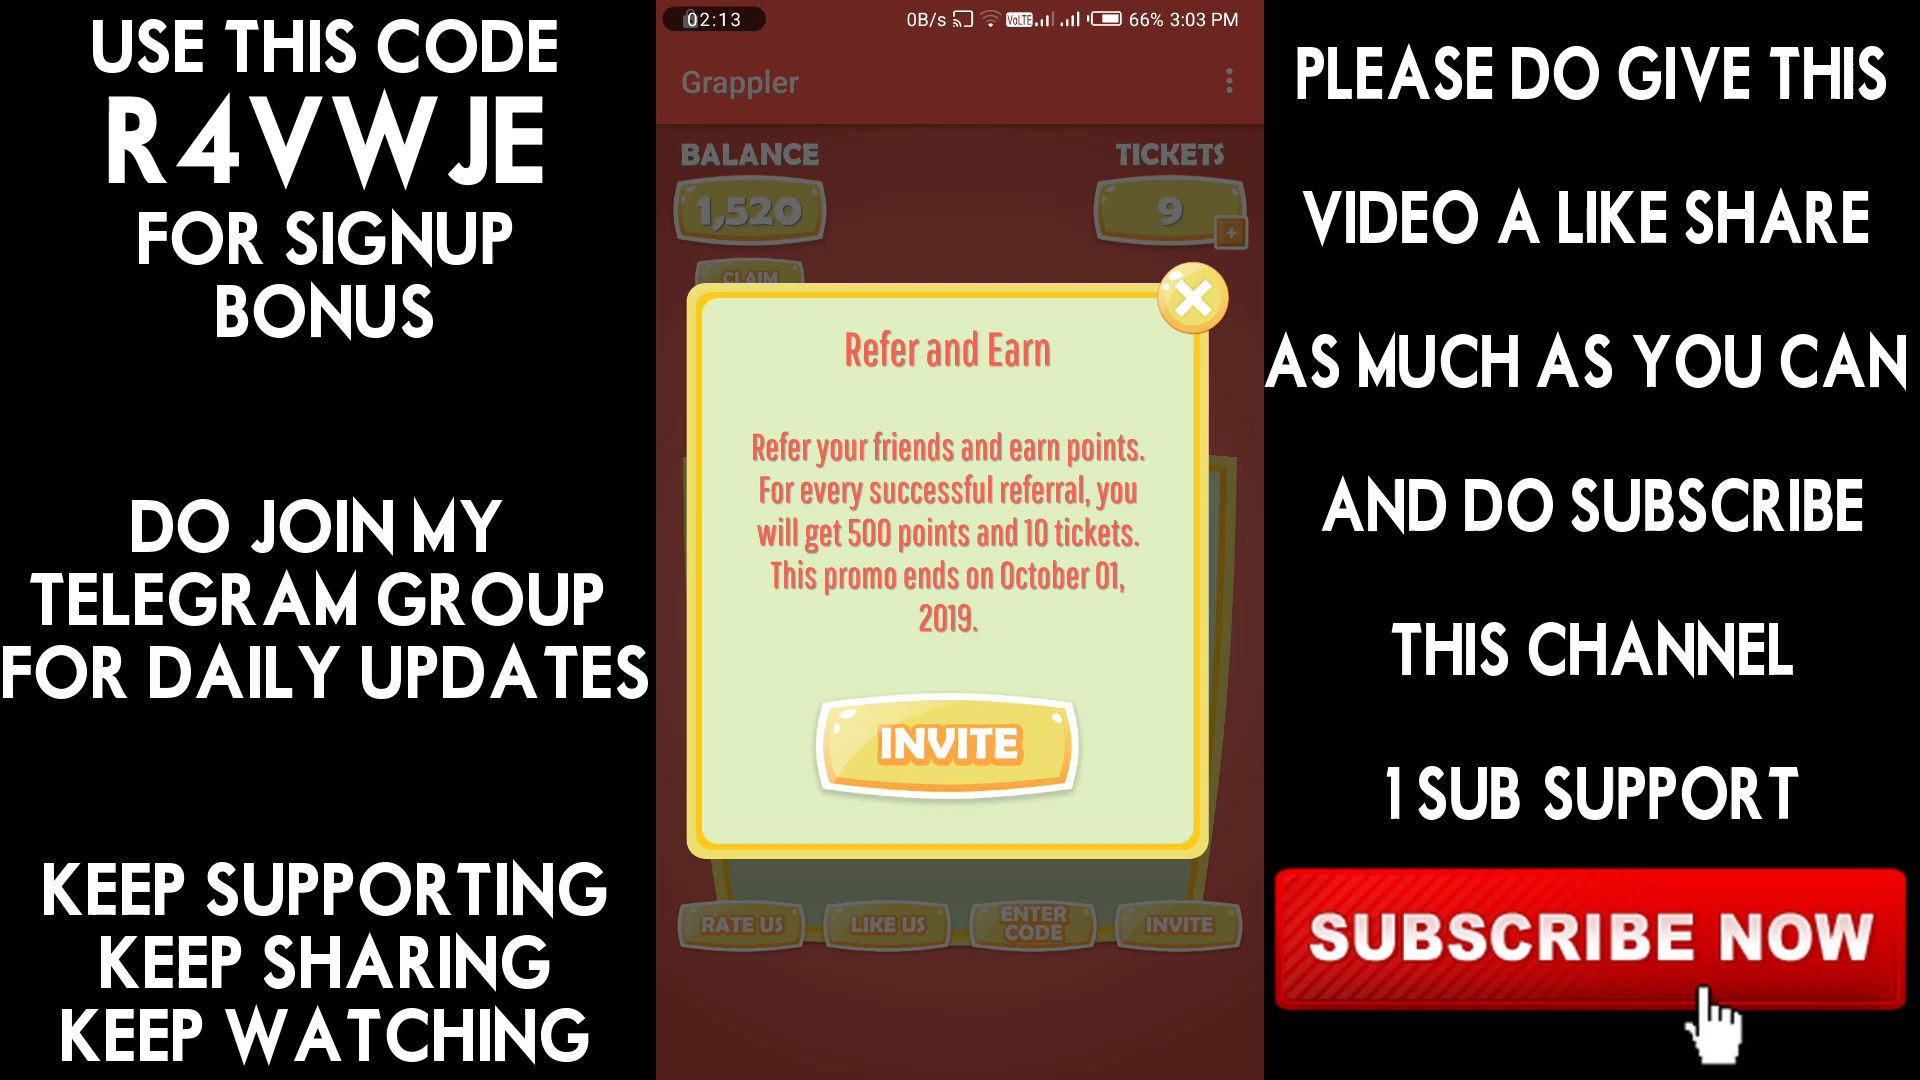 USE THIS CODE
R4VWJE
FOR SIGNUP
BONUS
DO JOIN MY
TELEGRAM GROUP
FOR DAILY UPDATES
KEEP SUPPORTING
KEEP SHARING
KEEP WATCHING
02:13
0B/s VoLTE 66% 3:03 PM
Grappler
BALANCE
TICKETS
1,520
9
+
CLAIM
Refer and Earn
Refer your friends and earn points.
For every successful referral, you
will get 500 points and 10 tickets.
This promo ends on October 01,
2019.
INVITE
RATE US
LIKE US
ENTER
CODE
INVITE
PLEASE DO GIVE THIS
VIDEO A LIKE SHARE
AS MUCH AS YOU CAN
AND DO SUBSCRIBE
THIS CHANNEL
1 SUB SUPPORT
SUBSCRIBE NOW